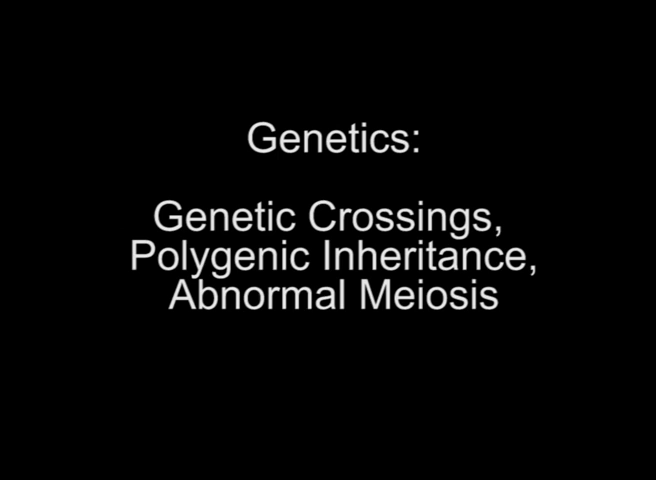 Genetics:
Genetic Crossings,
Polygenic Inheritance,
Abnormal Meiosis